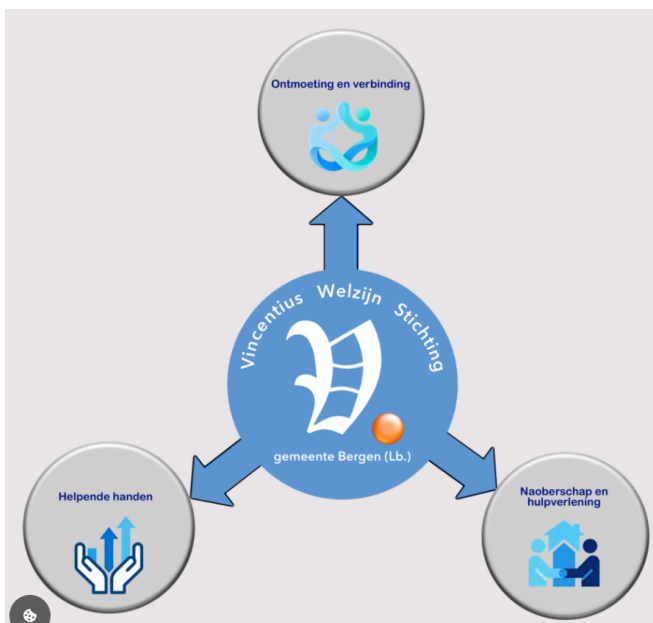 Ontmoeting en verbinding
Vincentius Welzijn Stichting
gemeente Bergen (Lb.)
Helpende handen
Naoberschap en
hulpverlening